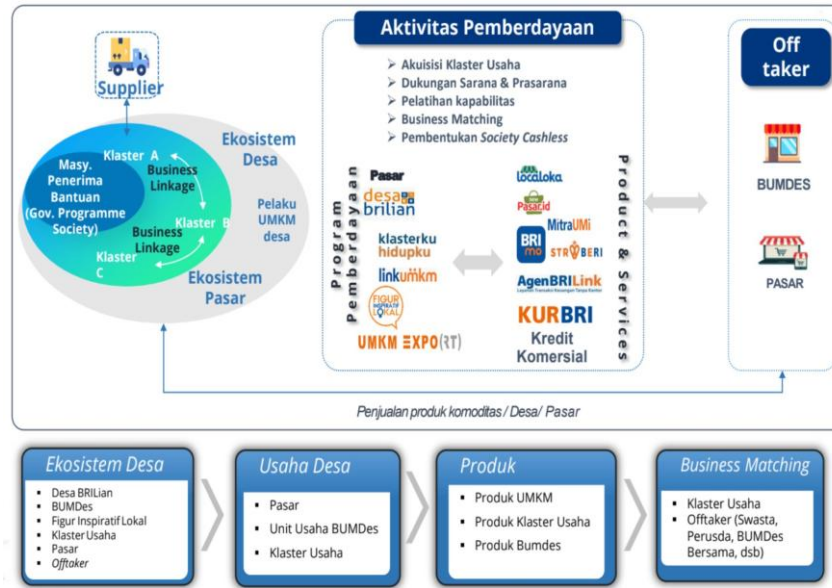 Supplier
Ekosistem
Desa
Masy.
Penerima
Bantuan
(Gov. Programme
Society)
Klaster A
Business
Linkage
Klaster B
Business
Linkage
Klaster
C
Pelaku
UMKM
desa
Ekosistem
Pasar
Aktivitas Pemberdayaan
➢ Akuisisi Klaster Usaha
➢ Dukungan Sarana & Prasarana
➢ Pelatihan kapabilitas
➢ Business Matching
➢ Pembentukan Society Cashless
Program
Pemberdayaan
Pasar
desa
brilian
klasterku
hidupku
linkumkm
FIGUR
INSPIRATIF
LOKAL
UMKM EXPO(RT)
Localoka
Pasar.id
MitraUMi
BRI
mo
STROBERI
AgenBRILink
KURBRI
Kredit
Komersial
Product & Services
Off
taker
BUMDES
PASAR
Penjualan produk komoditas / Desa/ Pasar
Ekosistem Desa
▪ Desa BRILian
▪ BUMDes
▪ Figur Inspiratif Lokal
▪ Klaster Usaha
▪ Pasar
▪ Offtaker
Usaha Desa
▪ Pasar
▪ Unit Usaha BUMDes
▪ Klaster Usaha
Produk
▪ Produk UMKM
▪ Produk Klaster Usaha
▪ Produk Bumdes
Business Matching
▪ Klaster Usaha
▪ Offtaker (Swasta,
Perusda, BUMDes
Bersama, dsb)